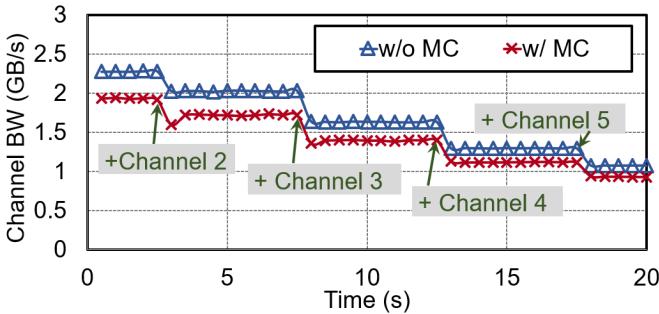 3
2.5
2
1.5
1
0.5
0
Channel BW (GB/s)
w/o MC
w/ MC
+Channel 2
+ Channel 3
+ Channel 4
+ Channel 5
0
5
10
15
20
Time (s)